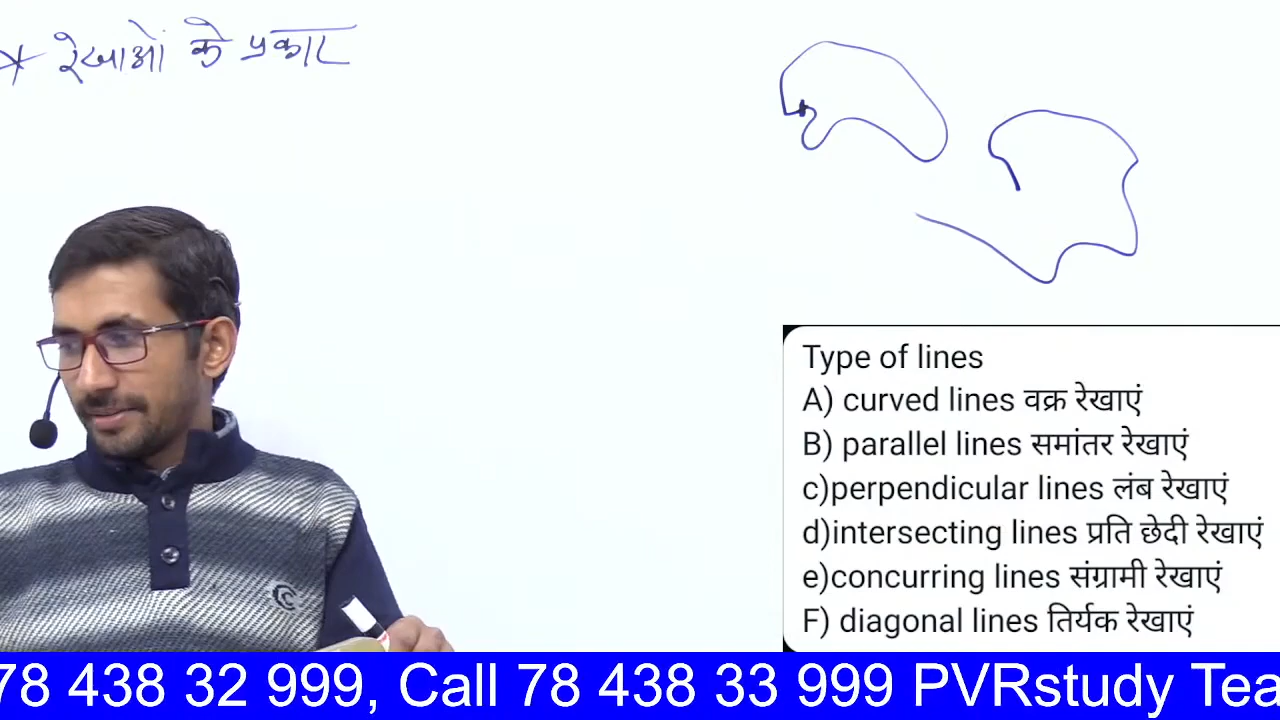 * रेखाओं के प्रकार
Type of lines
A) curved lines वक्र रेखाएं
B) parallel lines समांतर रेखाएं
c)perpendicular lines लंब रेखाएं
d)intersecting lines प्रति छेदी रेखाएं
e)concurring lines संग्रामी रेखाएं
F) diagonal lines तिर्यक रेखाएं
78 438 32 999, Call 78 438 33 999 PVRstudy Tea